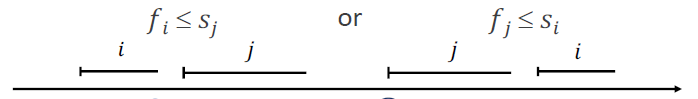 f_i ≤ s_j or f_j ≤ s_i
i j j i